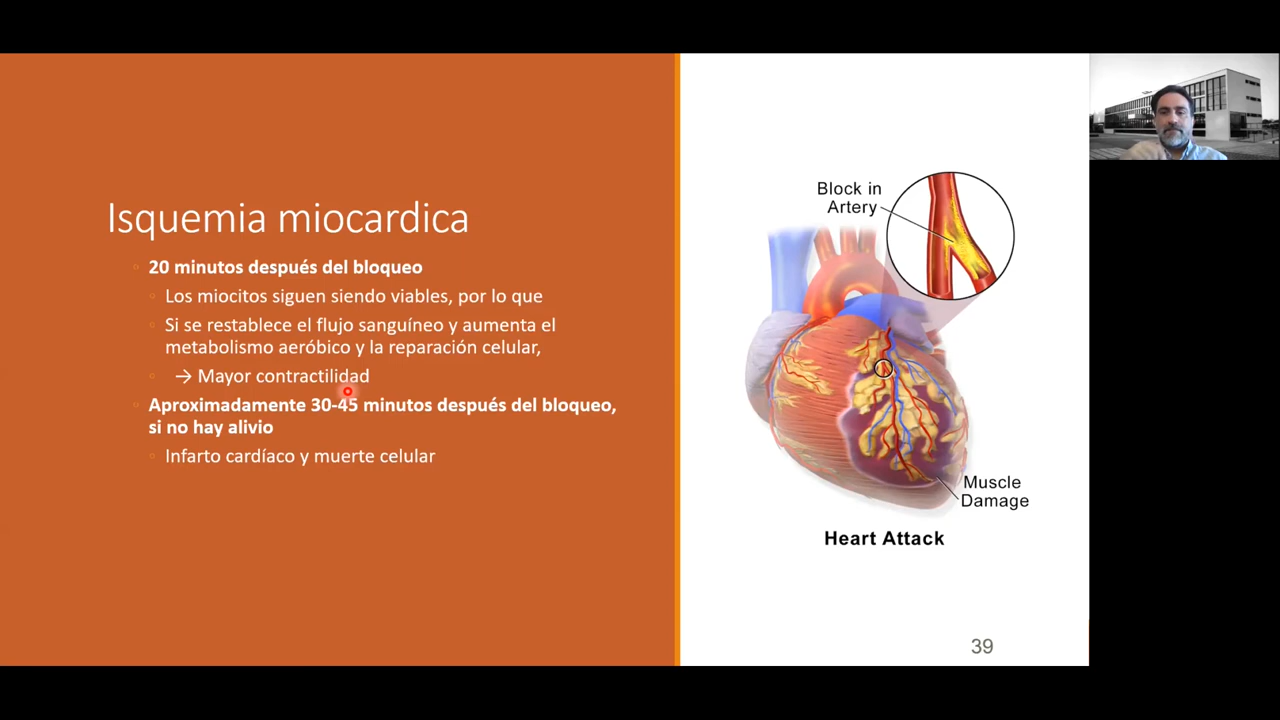 Isquemia miocardica
20 minutos después del bloqueo
Los miocitos siguen siendo viables, por lo que
Si se restablece el flujo sanguíneo y aumenta el
metabolismo aeróbico y la reparación celular,
→ Mayor contractilidad
Aproximadamente 30-45 minutos después del bloqueo,
si no hay alivio
Infarto cardíaco y muerte celular
Block in
Artery
Muscle
Damage
Heart Attack
39